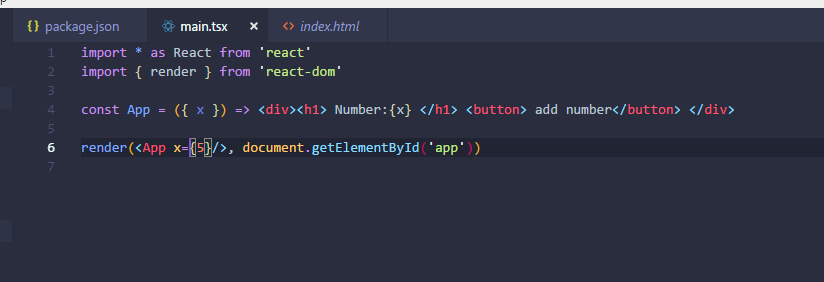 package.json main.tsx × index.html
1 import * as React from 'react'
2 import { render } from 'react-dom'
3
4 const App = ({ x }) => <div><h1> Number:{x} </h1> <button> add number</button> </div>
5
6 render(<App x={5}/>, document.getElementById('app'))
7